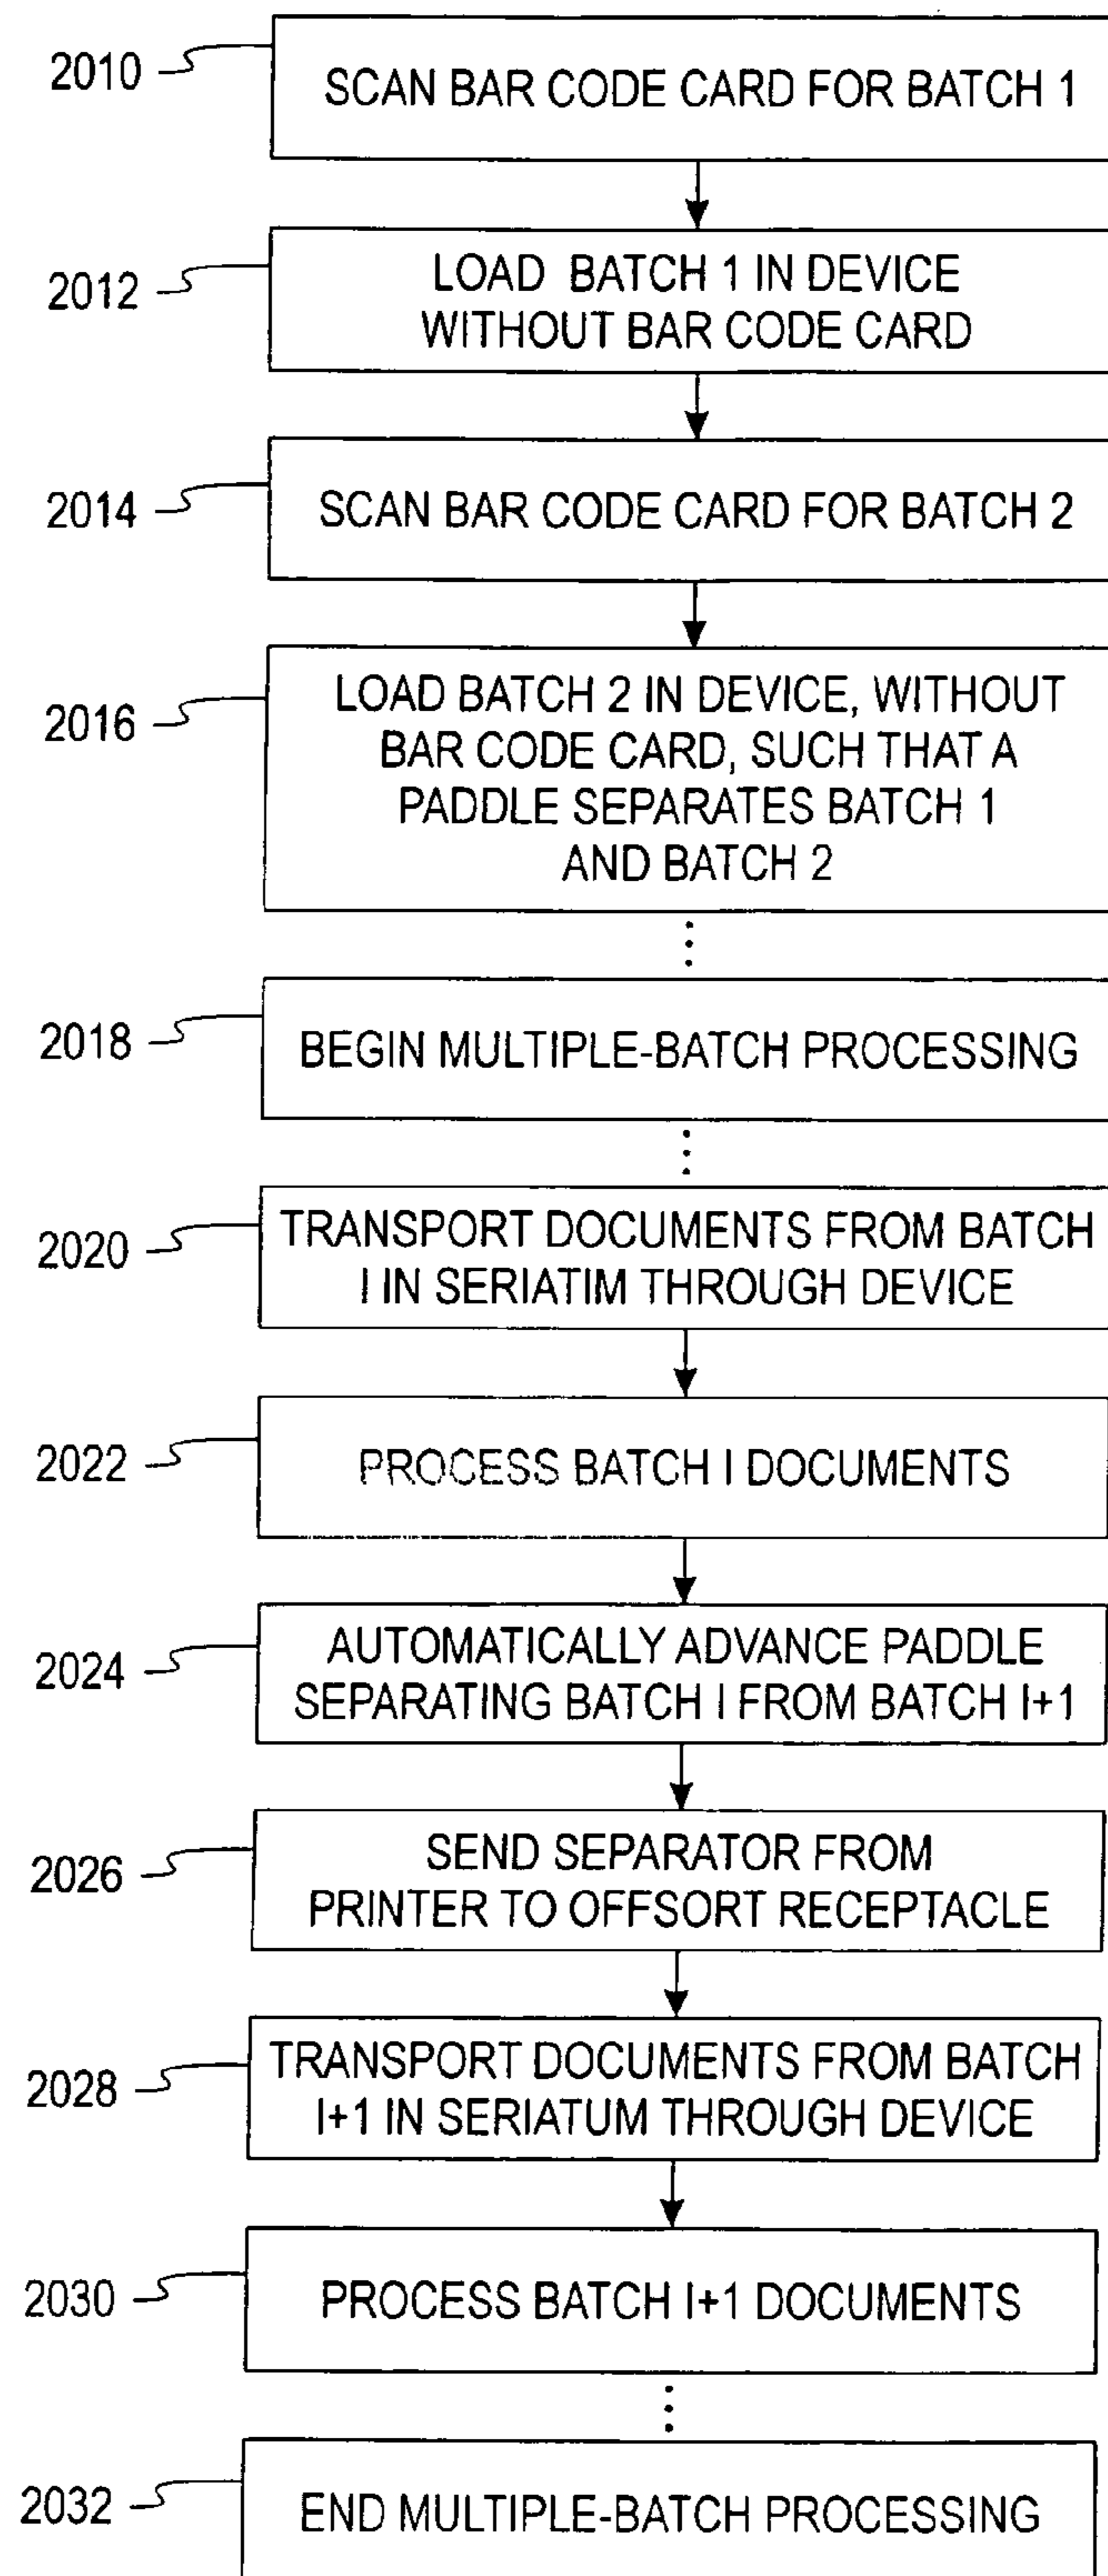 2010
SCAN BAR CODE CARD FOR BATCH 1
2012
LOAD BATCH 1 IN DEVICE
WITHOUT BAR CODE CARD
2014
SCAN BAR CODE CARD FOR BATCH 2
2016
LOAD BATCH 2 IN DEVICE, WITHOUT
BAR CODE CARD, SUCH THAT A
PADDLE SEPARATES BATCH 1
AND BATCH 2
2018
BEGIN MULTIPLE-BATCH PROCESSING
2020
TRANSPORT DOCUMENTS FROM BATCH
I IN SERIATIM THROUGH DEVICE
2022
PROCESS BATCH I DOCUMENTS
2024
AUTOMATICALLY ADVANCE PADDLE
SEPARATING BATCH I FROM BATCH I+1
2026
SEND SEPARATOR FROM
PRINTER TO OFFSORT RECEPTACLE
2028
TRANSPORT DOCUMENTS FROM BATCH
I+1 IN SERIATUM THROUGH DEVICE
2030
PROCESS BATCH I+1 DOCUMENTS
2032
END MULTIPLE-BATCH PROCESSING